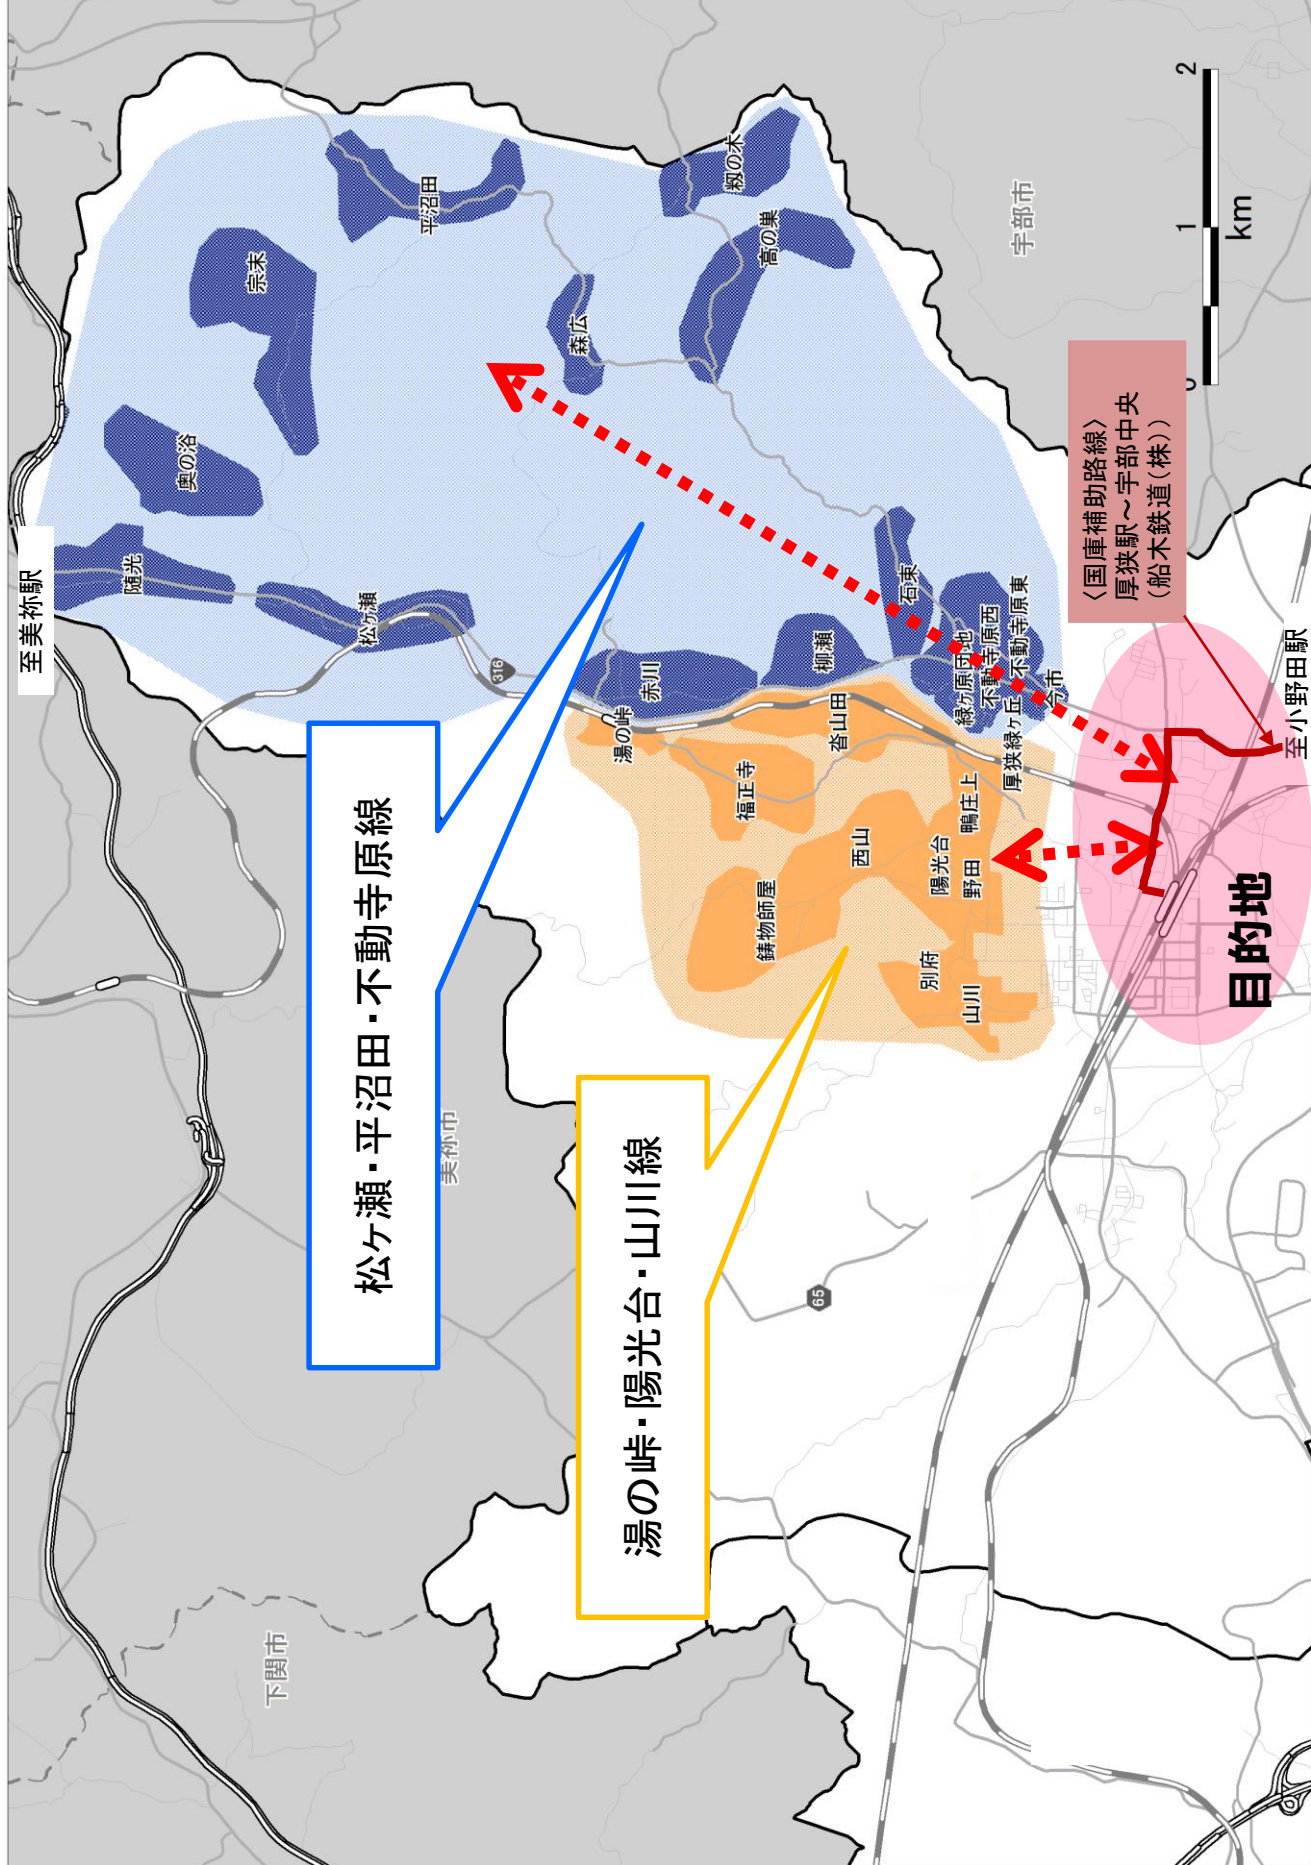 至美祢駅
随光
奥の浴
宗末
平沼田
松ヶ瀬
316
森広
籾の木
高の巣
赤川
柳瀬
石束
湯の峠
福正寺
沓山田
緑ヶ原団地
不動寺原西
不動寺原東
厚狭緑ヶ丘
今市
鋳物師屋
西山
陽光台
鴨庄上
野田
別府
山川
松ケ瀬・平沼田・不動寺原線
湯の峠・陽光台・山川線
目的地
〈国庫補助路線〉
厚狭駅～宇部中央
(船木鉄道(株))
至小野田駅
宇部市
美祢市
下関市
65
0 1 2
km